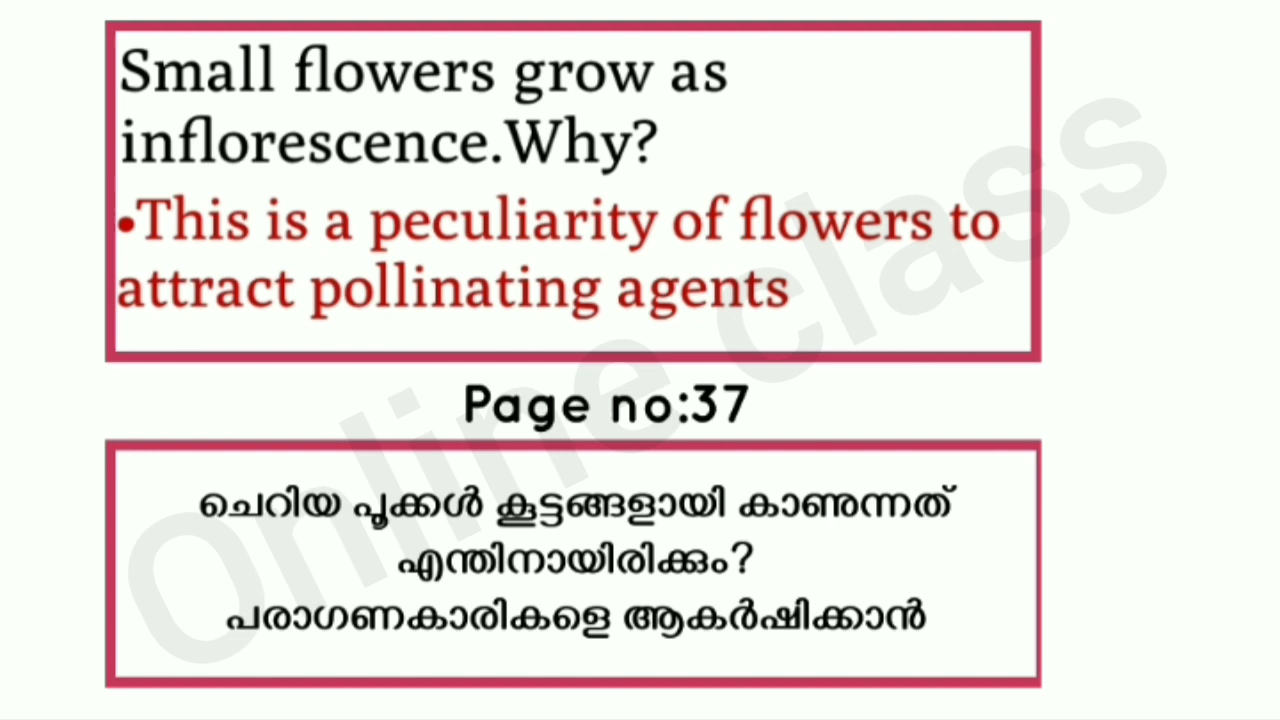 Small flowers grow as
inflorescence.Why?
•This is a peculiarity of flowers to
attract pollinating agents
Page no:37
ചെറിയ പൂക്കൾ കൂട്ടങ്ങളായി കാണുന്നത്
എന്തിനായിരിക്കും?
പരാഗണകാരികളെ ആകർഷിക്കാൻ
Online class